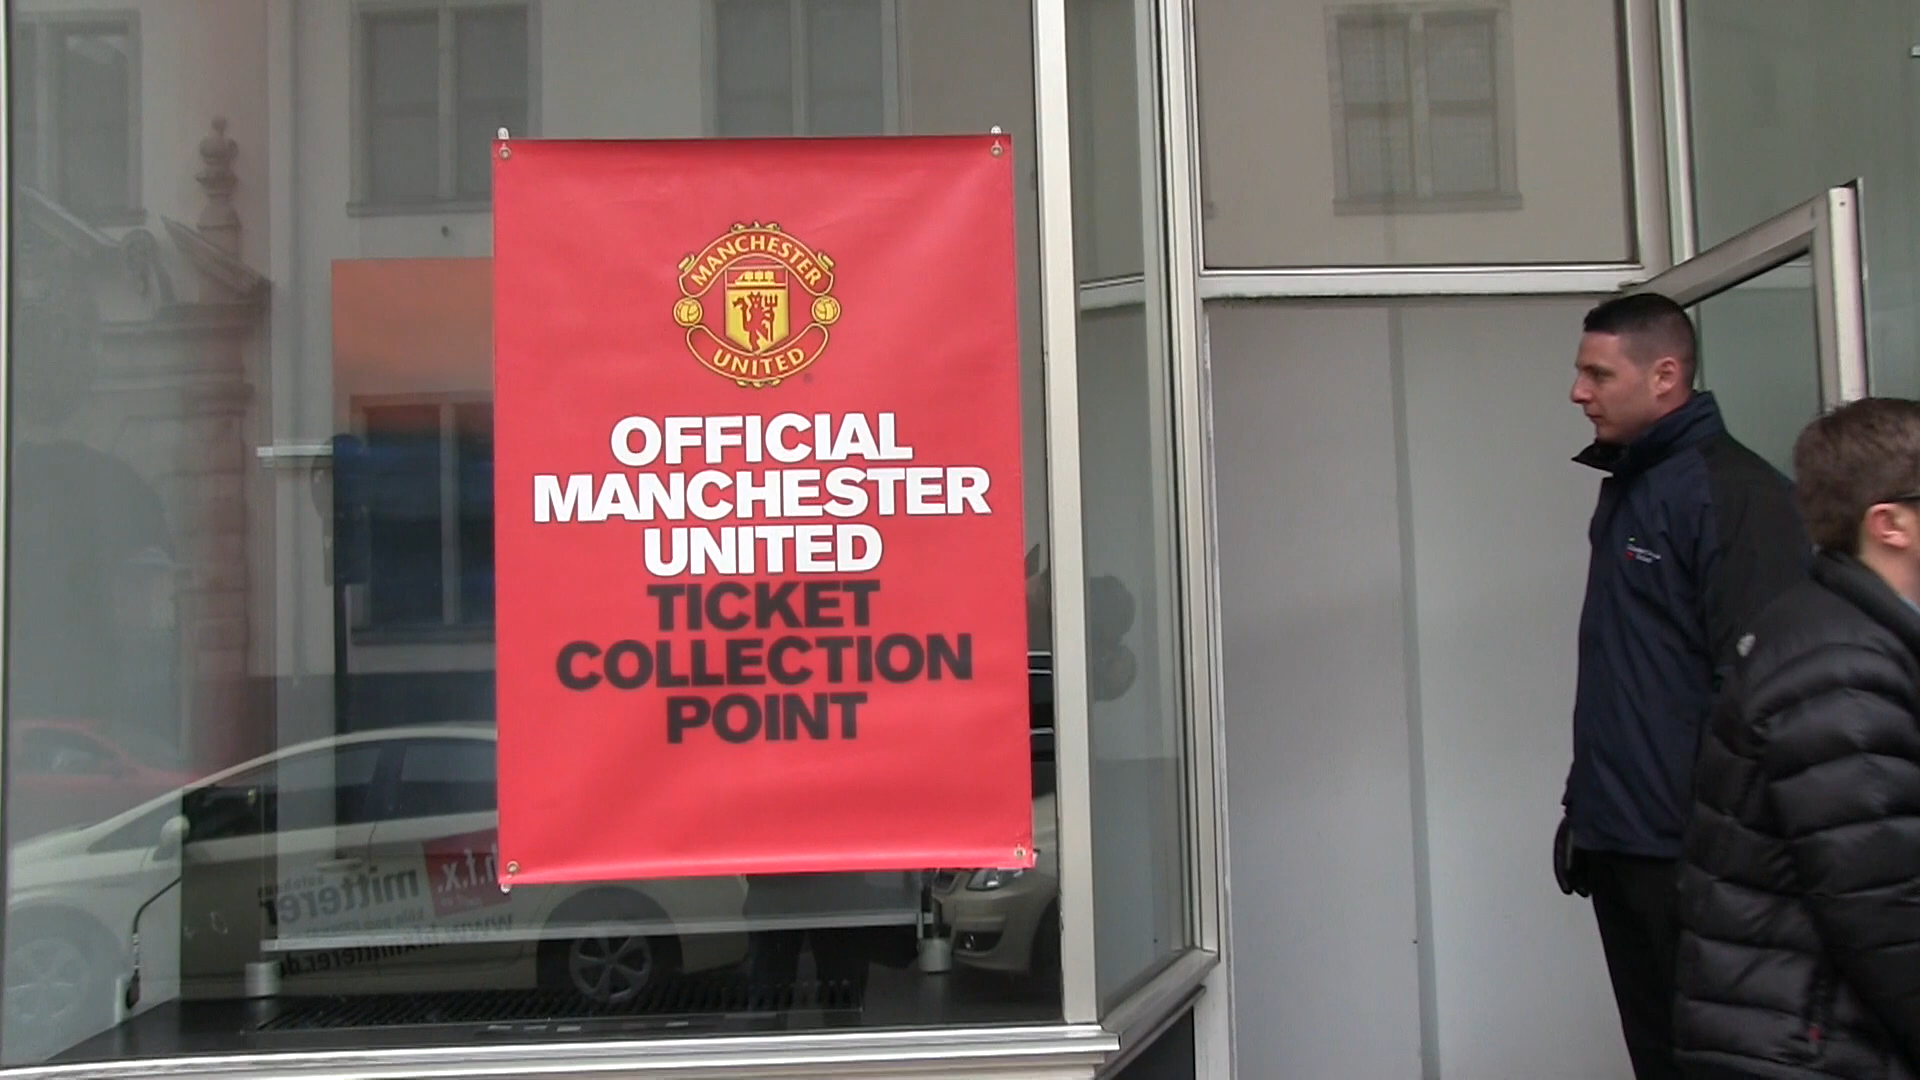 MANCHESTER
UNITED
OFFICIAL
MANCHESTER
UNITED
TICKET
COLLECTION
POINT
h.f.x.
mitterer